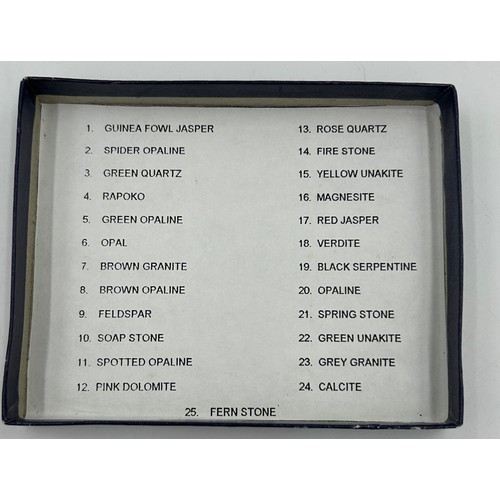 1. GUINEA FOWL JASPER
2. SPIDER OPALINE
3. GREEN QUARTZ
4. RAPOKO
5. GREEN OPALINE
6. OPAL
7. BROWN GRANITE
8. BROWN OPALINE
9. FELDSPAR
10. SOAP STONE
11. SPOTTED OPALINE
12. PINK DOLOMITE
13. ROSE QUARTZ
14. FIRE STONE
15. YELLOW UNAKITE
16. MAGNESITE
17. RED JASPER
18. VERDITE
19. BLACK SERPENTINE
20. OPALINE
21. SPRING STONE
22. GREEN UNAKITE
23. GREY GRANITE
24. CALCITE
25. FERN STONE